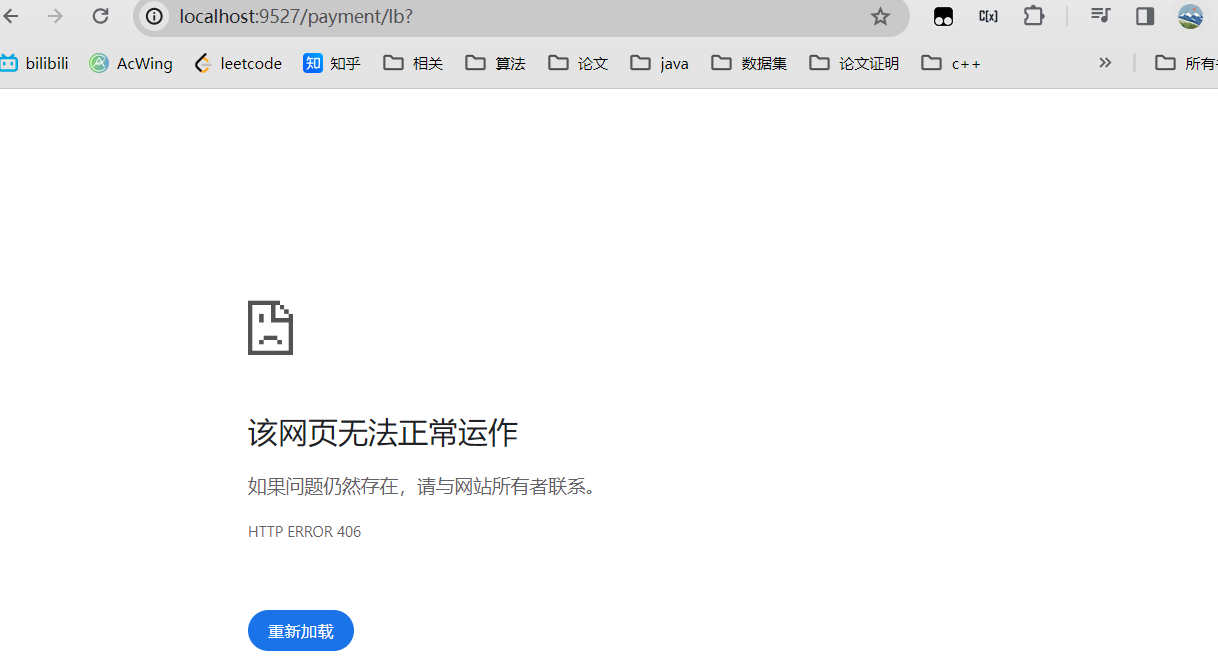 localhost:9527/payment/lb?
C[x]
bilibili AcWing leetcode 知 知乎 相关 算法 论文 java 数据集 论文证明 c++ » 所有
该网页无法正常运作
如果问题仍然存在，请与网站所有者联系。
HTTP ERROR 406
重新加载